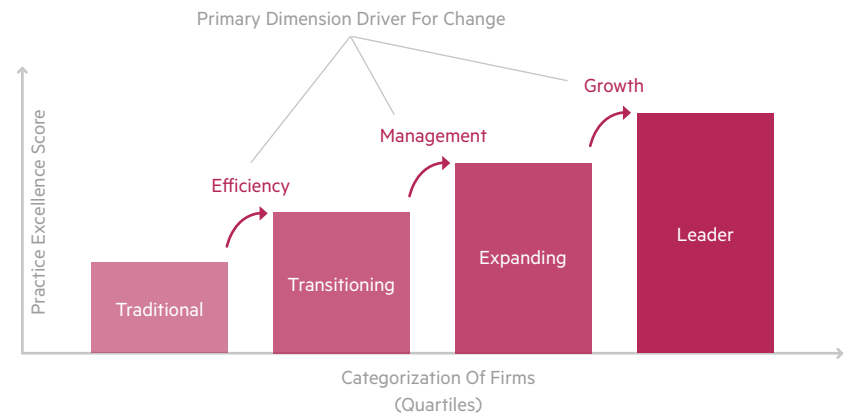 Primary Dimension Driver For Change
Growth
Management
Efficiency
Practice Excellence Score
Traditional
Transitioning
Expanding
Leader
Categorization Of Firms
(Quartiles)